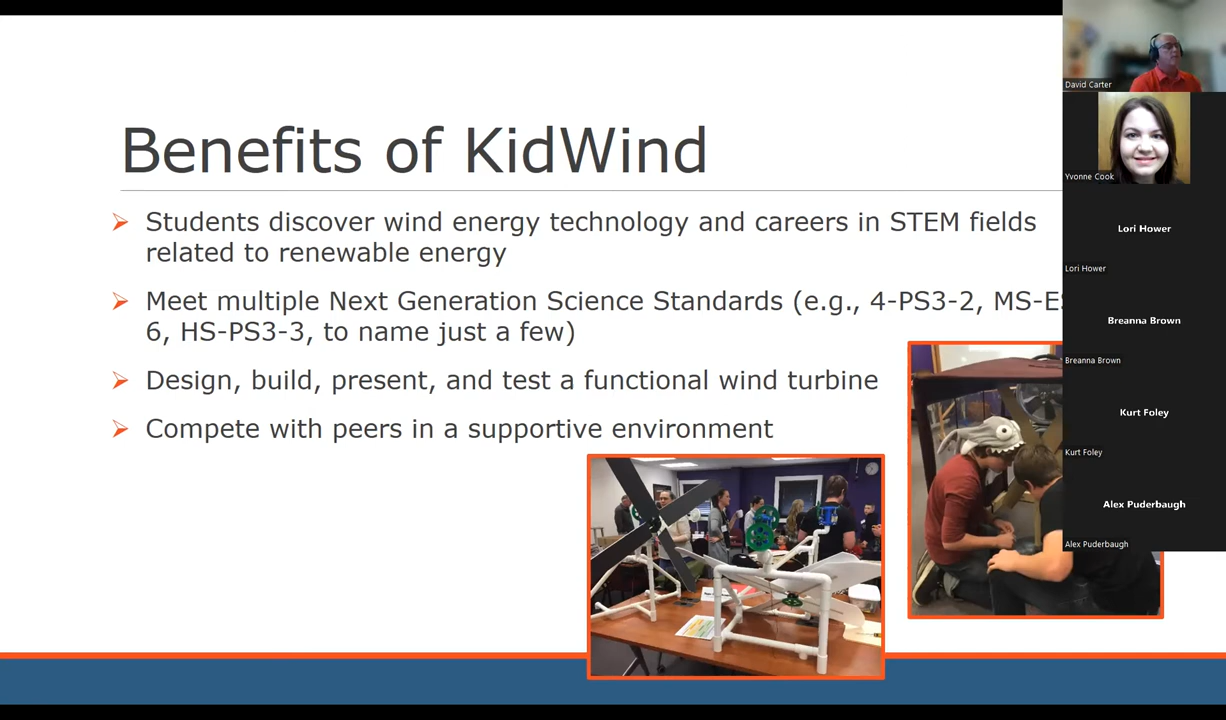 Benefits of KidWind
Students discover wind energy technology and careers in STEM fields
related to renewable energy
Meet multiple Next Generation Science Standards (e.g., 4-PS3-2,
6, HS-PS3-3, to name just a few)
Design, build, present, and test a functional wind turbine
Compete with peers in a supportive environment
David Carter
Yvonne Cook
Lori Hower
Lori Hower
Breanna Brown
Breanna Brown
Kurt Foley
Kurt Foley
Alex Puderbaugh
Alex Puderbaugh